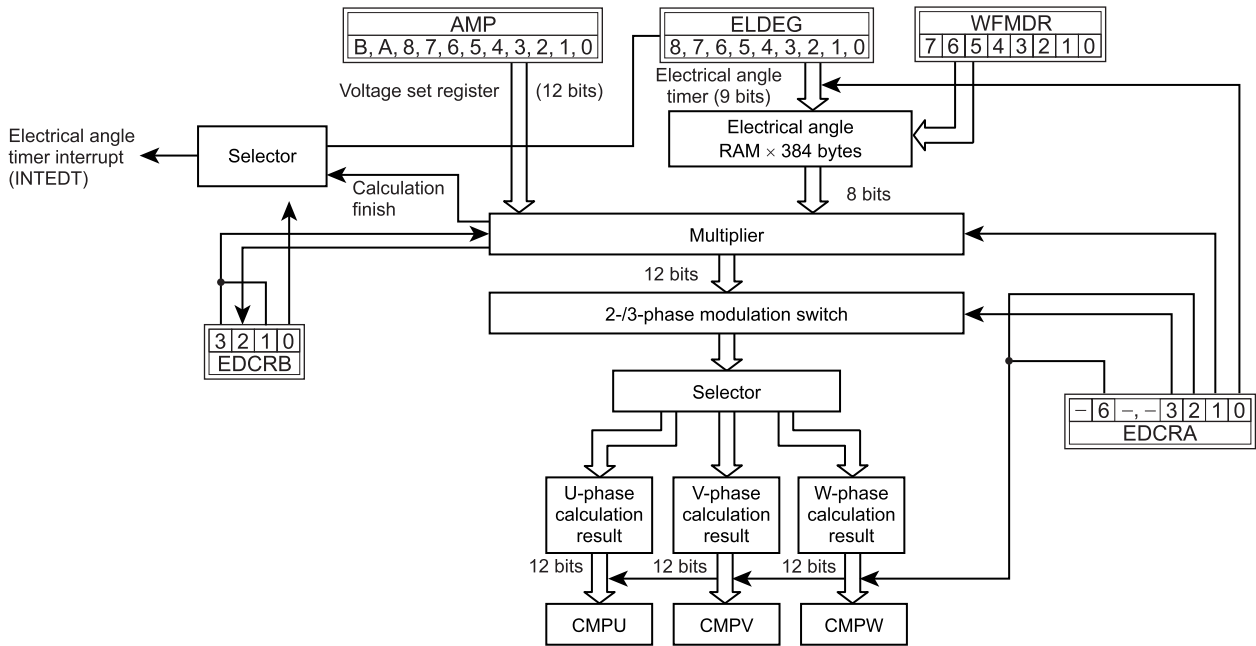 AMP
B, A, 8, 7, 6, 5, 4, 3, 2, 1, 0
ELDEG
8, 7, 6, 5, 4, 3, 2, 1, 0
WFMDR
7 6 5 4 3 2 1 0
Voltage set register
(12 bits)
Electrical angle
timer (9 bits)
Electrical angle
RAM × 384 bytes
Electrical angle
timer interrupt
(INTEDT)
Selector
Calculation
finish
8 bits
Multiplier
12 bits
2-/3-phase modulation switch
3 2 1 0
EDCRB
Selector
– 6 –, – 3 2 1 0
EDCRA
U-phase
calculation
result
V-phase
calculation
result
W-phase
calculation
result
12 bits
12 bits
12 bits
CMPU
CMPV
CMPW